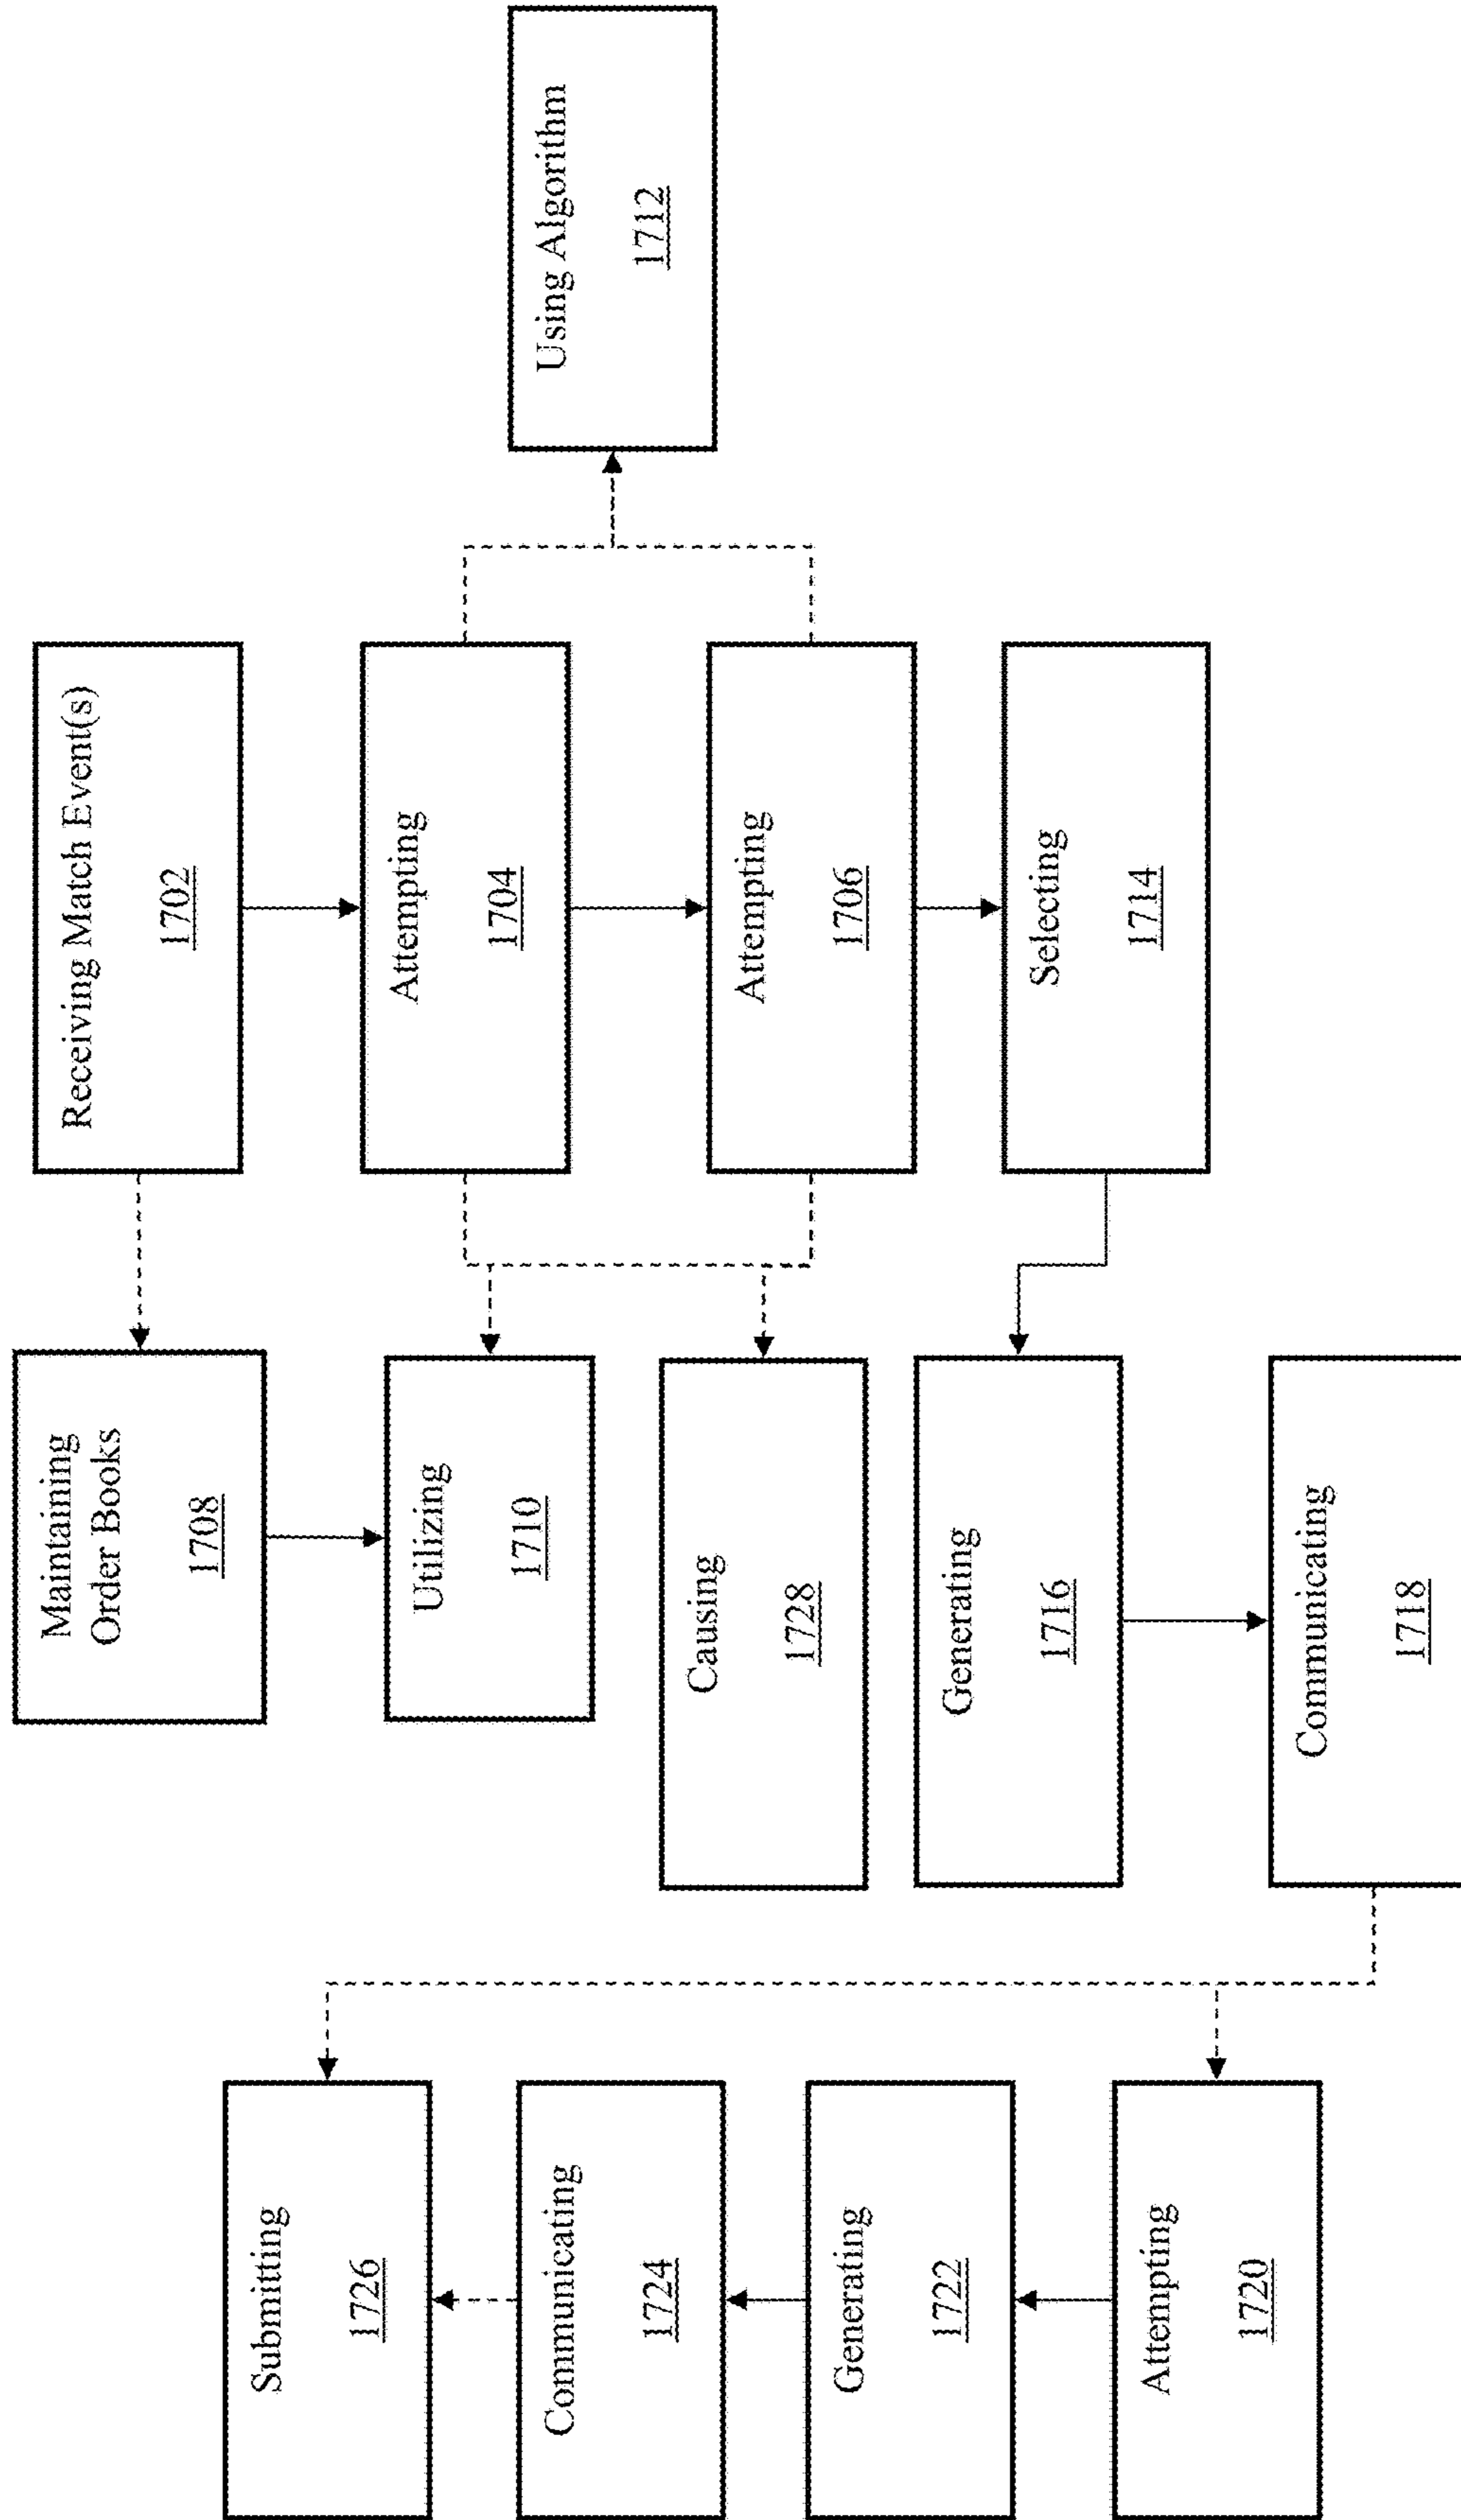 Receiving Match Event(s)
1702
Attempting
1704
Attempting
1706
Selecting
1714
Using Algorithm
1712
Maintaining
Order Books
1708
Utilizing
1710
Causing
1728
Generating
1716
Communicating
1718
Submitting
1726
Communicating
1724
Generating
1722
Attempting
1720